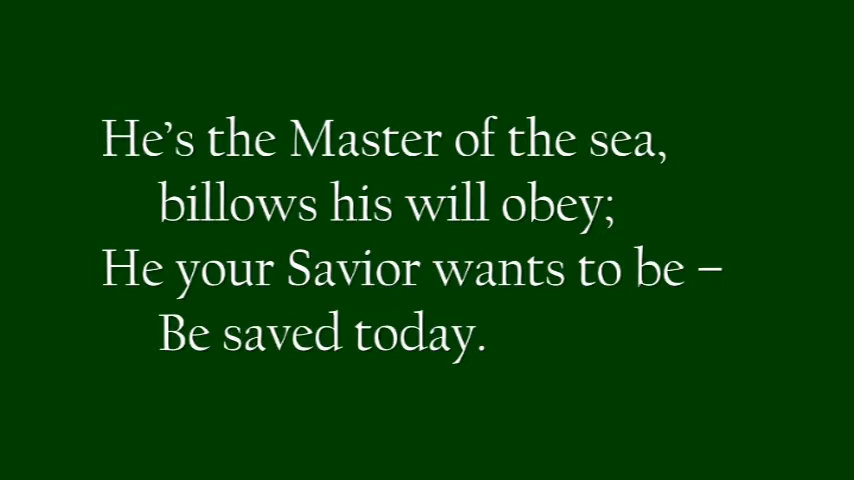 He’s the Master of the sea,
billows his will obey;
He your Savior wants to be –
Be saved today.